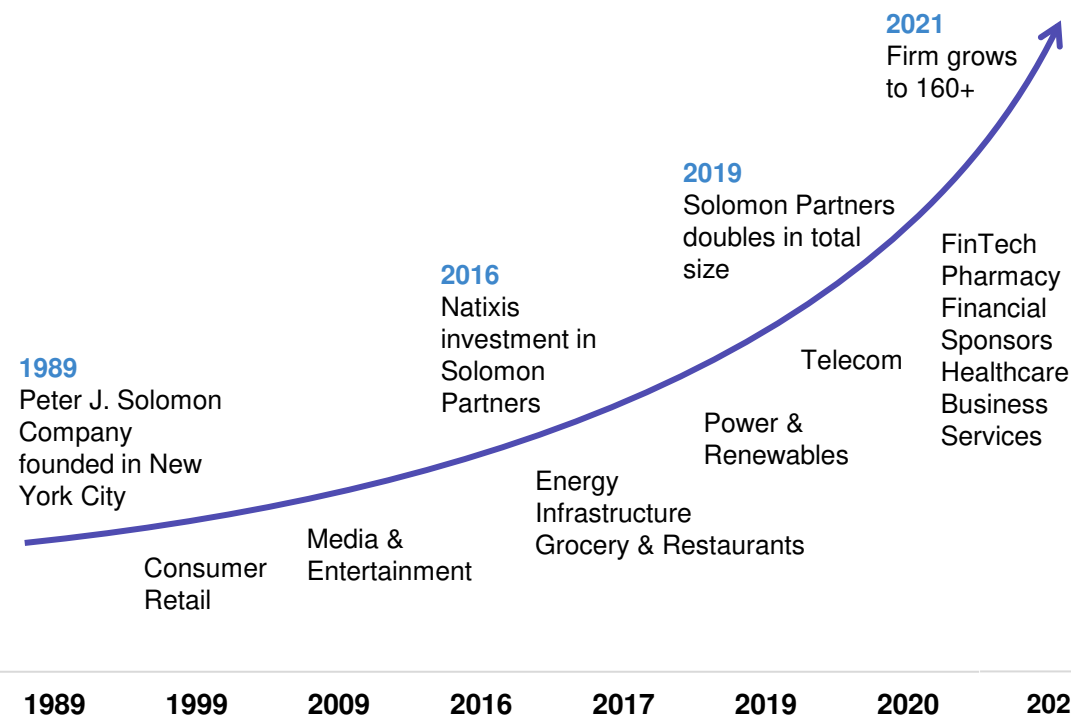 2021
Firm grows
to 160+
2019
Solomon Partners
doubles in total
size
2016
Natixis
investment in
Solomon
Partners
1989
Peter J. Solomon
Company
founded in New
York City
Consumer
Retail
Media &
Entertainment
Energy
Infrastructure
Grocery & Restaurants
Power &
Renewables
Telecom
FinTech
Pharmacy
Financial
Sponsors
Healthcare
Business
Services
1989 1999 2009 2016 2017 2019 2020 202